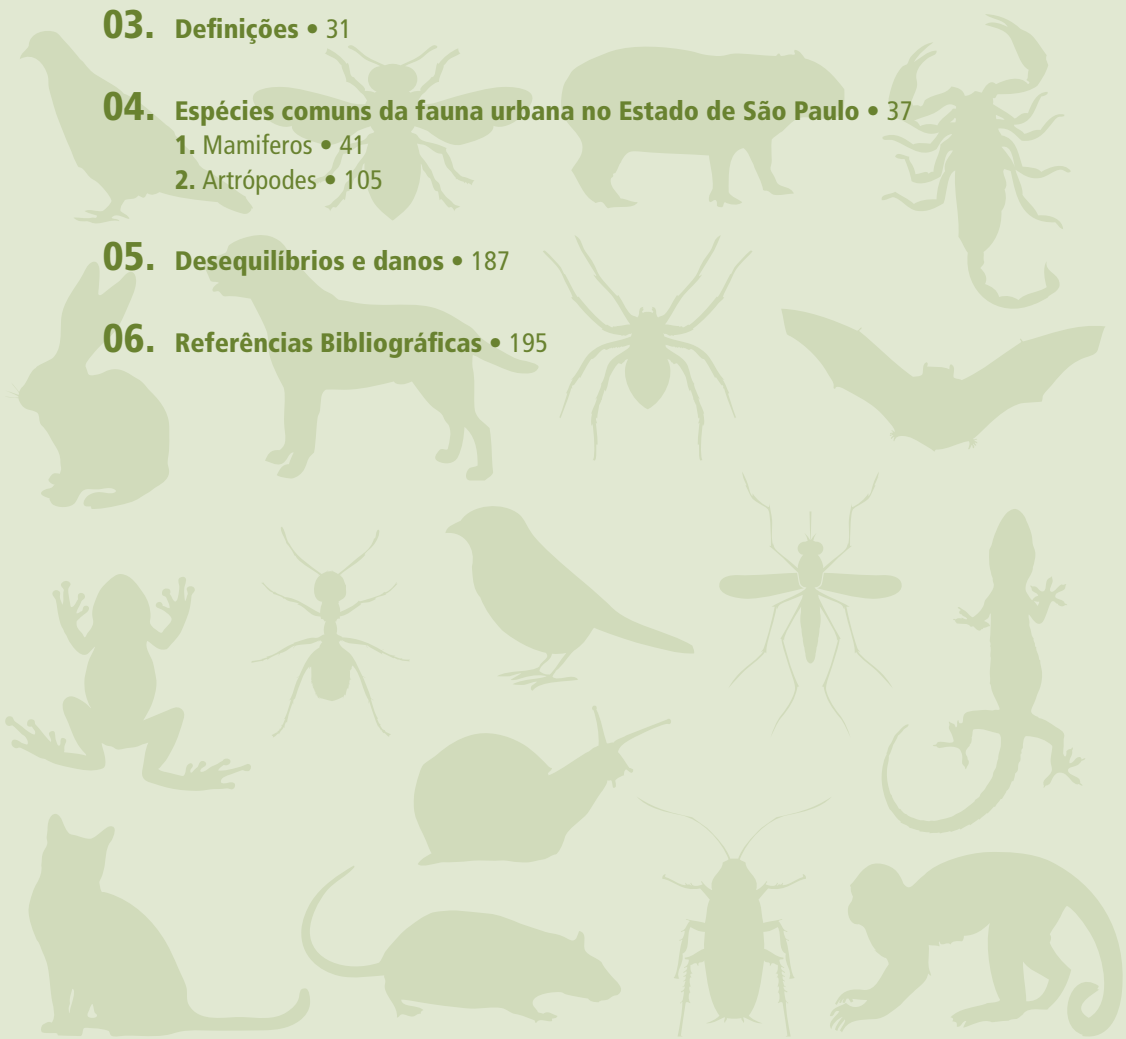 03. Definições • 31
04. Espécies comuns da fauna urbana no Estado de São Paulo • 37
1. Mamiferos • 41
2. Artrópodes • 105
05. Desequilíbrios e danos • 187
06. Referências Bibliográficas • 195